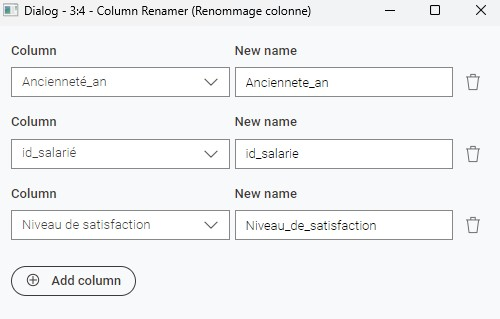 Dialog - 3:4 - Column Renamer (Renommage colonne)
Column New name
Ancienneté_an Anciennete_an
Column New name
id_salarié id_salarie
Column New name
Niveau de satisfaction Niveau_de_satisfaction
Add column